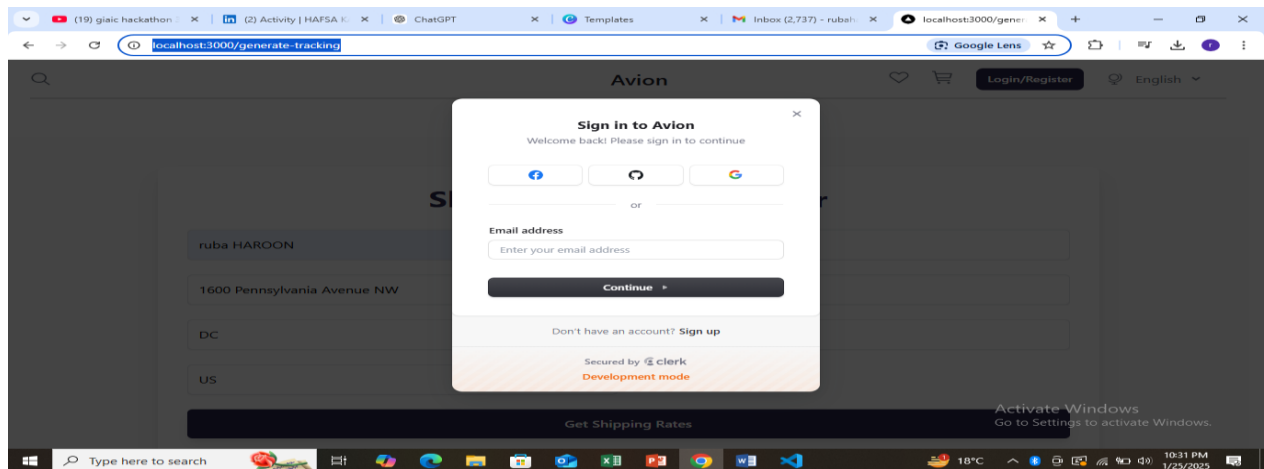 (19) giaic hackathon :
(2) Activity | HAFSA K
ChatGPT
Templates
Inbox (2,737) - rubah
localhost:3000/gener
localhost:3000/generate-tracking
Google Lens
Avion
Login/Register
English
Sign in to Avion
Welcome back! Please sign in to continue
or
Email address
Enter your email address
Continue
Don't have an account? Sign up
Secured by clerk
Development mode
ruba HAROON
1600 Pennsylvania Avenue NW
DC
US
Get Shipping Rates
Activate Windows
Go to Settings to activate Windows.
Type here to search
18°C
10:31 PM
1/25/2025